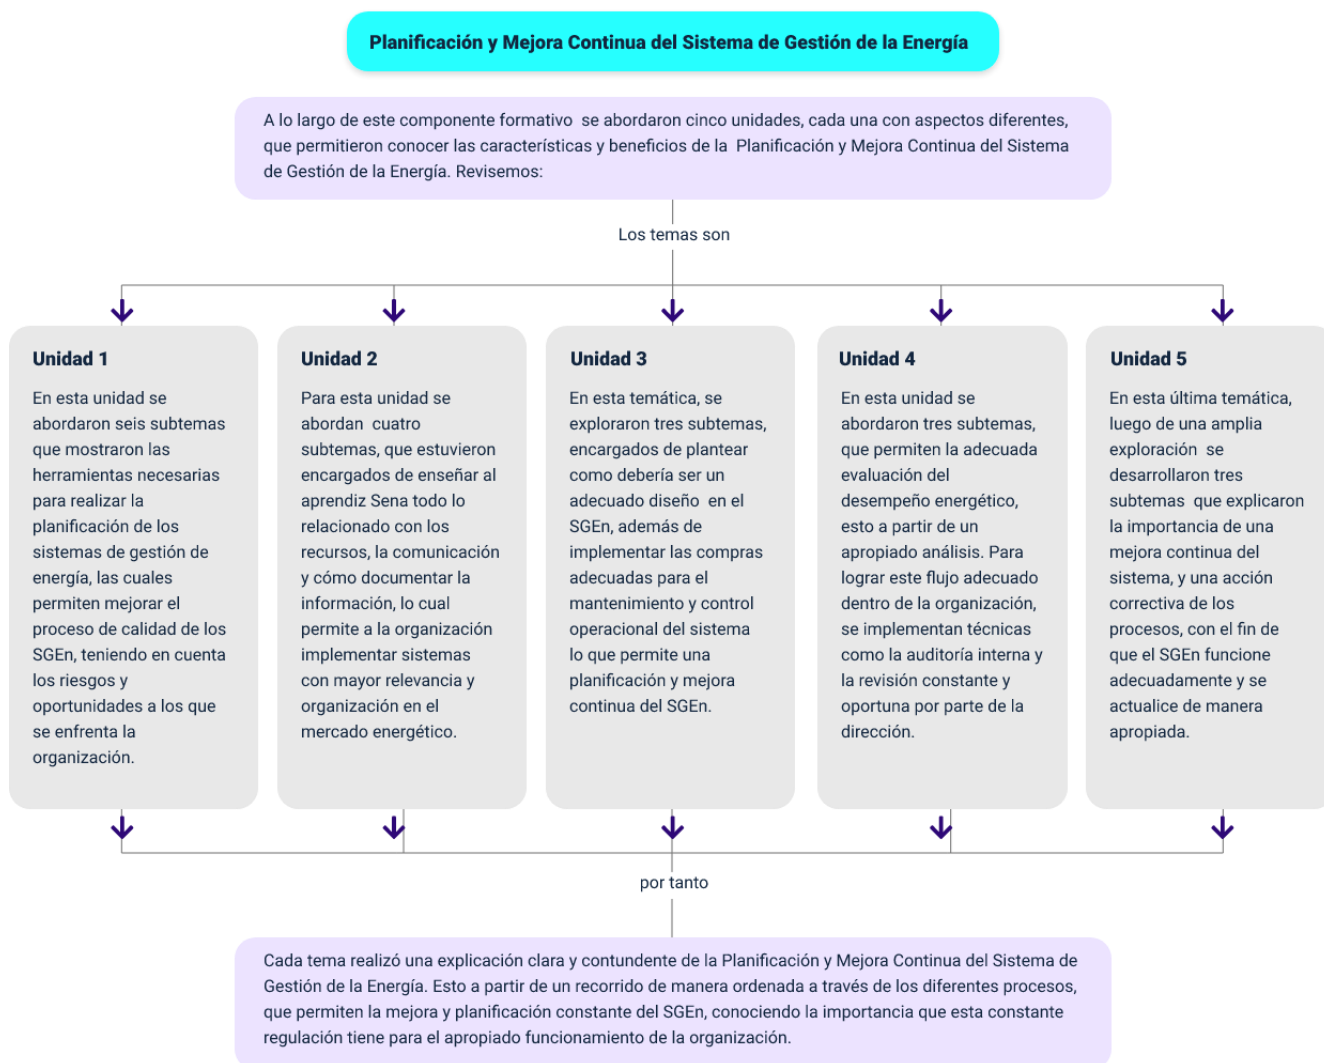 Planificación y Mejora Continua del Sistema de Gestión de la Energía
A lo largo de este componente formativo se abordaron cinco unidades, cada una con aspectos diferentes,
que permitieron conocer las características y beneficios de la Planificación y Mejora Continua del Sistema
de Gestión de la Energía. Revisemos:
Los temas son
Unidad 1
En esta unidad se
abordaron seis subtemas
que mostraron las
herramientas necesarias
para realizar la
planificación de los
sistemas de gestión de
energía, las cuales
permiten mejorar el
proceso de calidad de los
SGEn, teniendo en cuenta
los riesgos y
oportunidades a los que
se enfrenta la
organización.
Unidad 2
Para esta unidad se
abordan cuatro
subtemas, que estuvieron
encargados de enseñar al
aprendiz Sena todo lo
relacionado con los
recursos, la comunicación
y cómo documentar la
información, lo cual
permite a la organización
implementar sistemas
con mayor relevancia y
organización en el
mercado energético.
Unidad 3
En esta temática, se
exploraron tres subtemas,
encargados de plantear
como debería ser un
adecuado diseño en el
SGEn, además de
implementar las compras
adecuadas para el
mantenimiento y control
operacional del sistema
lo que permite una
planificación y mejora
continua del SGEn.
Unidad 4
En esta unidad se
abordaron tres subtemas,
que permiten la adecuada
evaluación del
desempeño energético,
esto a partir de un
apropiado análisis. Para
lograr este flujo adecuado
dentro de la organización,
se implementan técnicas
como la auditoría interna y
la revisión constante y
oportuna por parte de la
dirección.
Unidad 5
En esta última temática,
luego de una amplia
exploración se
desarrollaron tres
subtemas que explicaron
la importancia de una
mejora continua del
sistema, y una acción
correctiva de los
procesos, con el fin de
que el SGEn funcione
adecuadamente y se
actualice de manera
apropiada.
por tanto
Cada tema realizó una explicación clara y contundente de la Planificación y Mejora Continua del Sistema de
Gestión de la Energía. Esto a partir de un recorrido de manera ordenada a través de los diferentes procesos,
que permiten la mejora y planificación constante del SGEn, conociendo la importancia que esta constante
regulación tiene para el apropiado funcionamiento de la organización.